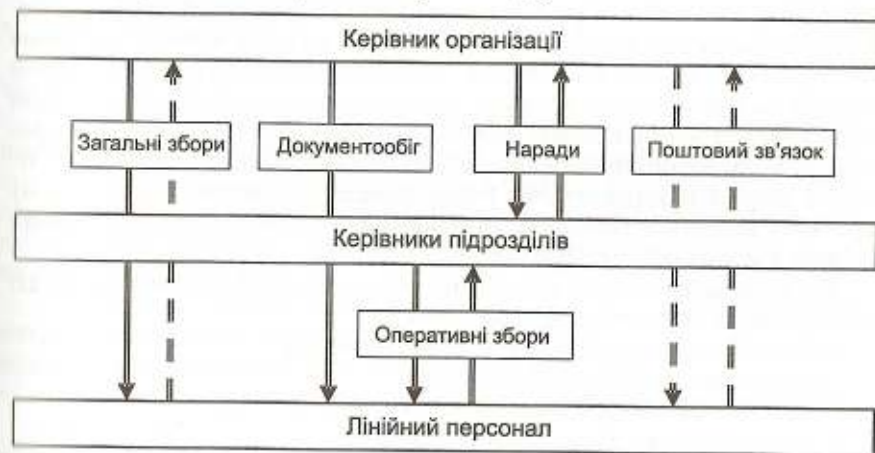 Керівник організації
Загальні збори
Документообіг
Наради
Поштовий зв'язок
Керівники підрозділів
Оперативні збори
Лінійний персонал